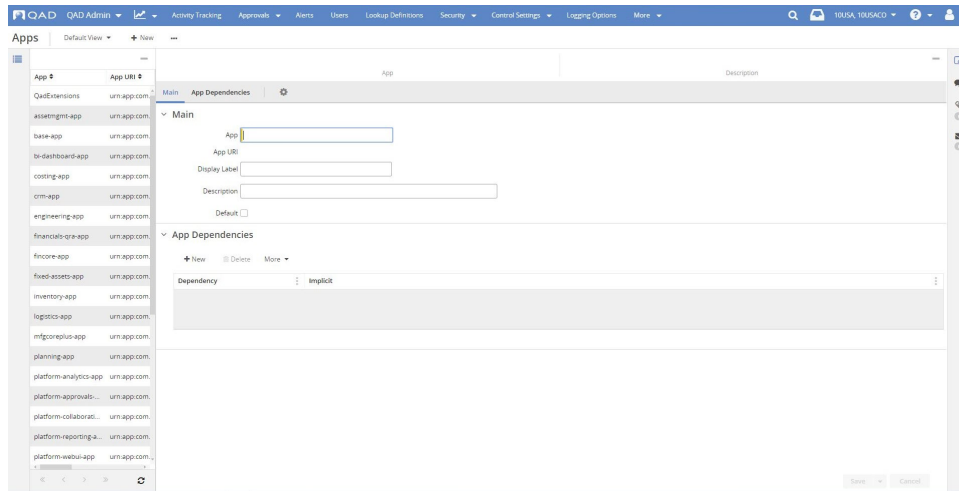 QAD QAD Admin Activity Tracking Approvals Alerts Users Lookup Definitions Security Control Settings Logging Options More 10USA, 10USACO
Apps Default View + New
App App URI
App Description
QadExtensions urn:app:com.
assetmgmt-app urn:app:com.
base-app urn:app:com.
bi-dashboard-app urn:app:com.
costing-app urn:app:com.
crm-app urn:app:com.
engineering-app urn:app:com.
financials-qra-app urn:app:com.
fincore-app urn:app:com.
fixed-assets-app urn:app:com.
inventory-app urn:app:com.
logistics-app urn:app:com.
mfgcoreplus-app urn:app:com.
planning-app urn:app:com.
platform-analytics-app urn:app:com.
platform-approvals-... urn:app:com.
platform-collaborati... urn:app:com.
platform-reporting-a... urn:app:com.
platform-webui-app urn:app:com.
Main App Dependencies
Main
App
App URI
Display Label
Description
Default
App Dependencies
+ New Delete More
Dependency Implicit
Save Cancel